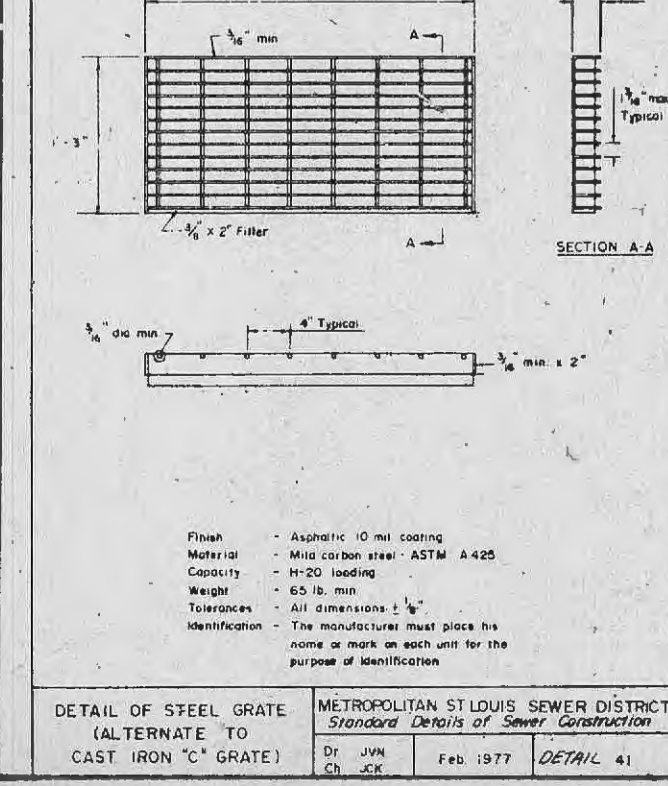 3/16" min
A
A
1'-3"
3/8" x 2" Filler
1 3/16" max
Typical
SECTION A-A
3/16" dia min
4" Typical
3/16" min. x 2"
Finish - Asphaltic 10 mil coating
Material - Mild carbon steel - ASTM A 425
Capacity - H-20 loading
Weight - 65 lb. min
Tolerances - All dimensions ± 1/8"
Identification - The manufacturer must place his
name or mark on each unit for the
purpose of identification
DETAIL OF STEEL GRATE
(ALTERNATE TO
CAST IRON "C" GRATE)
METROPOLITAN ST LOUIS SEWER DISTRICT
Standard Details of Sewer Construction
Dr JVN
Ch JCK
Feb 1977
DETAIL 41